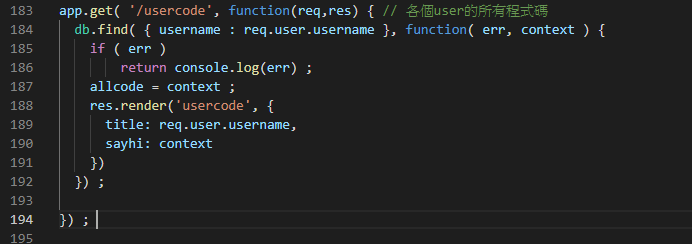 183 app.get( '/usercode', function(req,res) { // 各個user的所有程式碼
184 db.find( { username : req.user.username }, function( err, context ) {
185 if ( err )
186 return console.log(err) ;
187 allcode = context ;
188 res.render('usercode', {
189 title: req.user.username,
190 sayhi: context
191 })
192 }) ;
193
194 }) ;
195